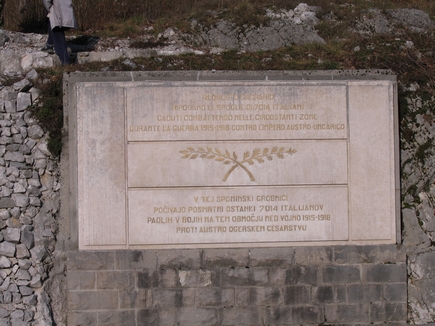 RIPOSANO LE SPOGLIE DI 7014 ITALIANI
CADUTI COMBATTENDO NELLE CIRCOSTANTI ZONE
DURANTE LA GUERRA 1915-1918 CONTRO L'IMPERO AUSTRO-UNGARICO
V TEJ SPOMINSKI GROBNICI
POČIVAJO POSMRTNI OSTANKI 7014 ITALIJANOV
PADLIH V BOJIH NA TEM OBMOČJU MED VOJNO 1915-1918
PROTI AVSTRO OGERSKEM CESARSTVU